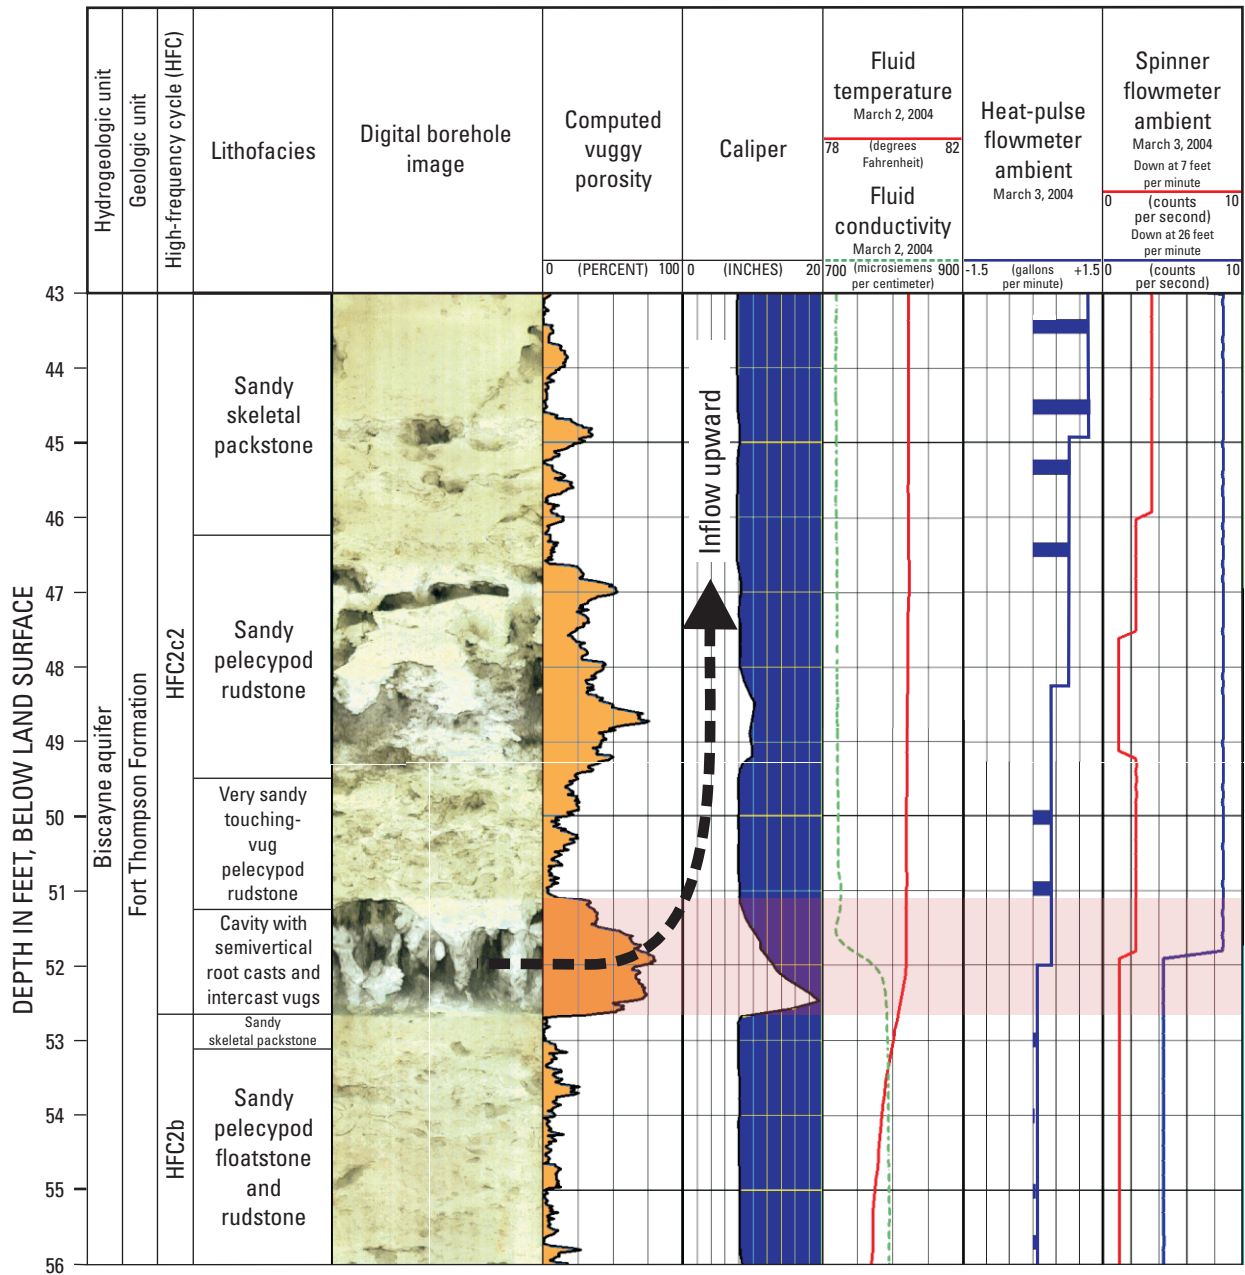 Hydrogeologic unit
Geologic unit
High-frequency cycle (HFC)
Lithofacies
Digital borehole
image
Computed
vuggy
porosity
0 (PERCENT) 100
Caliper
0 (INCHES) 20
Fluid
temperature
March 2, 2004
78 (degrees 82
Fahrenheit)
Fluid
conductivity
March 2, 2004
700 (microsiemens 900
per centimeter)
Heat-pulse
flowmeter
ambient
March 3, 2004
-1.5 (gallons +1.5
per minute)
Spinner
flowmeter
ambient
March 3, 2004
Down at 7 feet
per minute
0 (counts 10
per second)
Down at 26 feet
per minute
0 (counts 10
per second)
DEPTH IN FEET, BELOW LAND SURFACE
43
44
45
46
47
48
49
50
51
52
53
54
55
56
Biscayne aquifer
Fort Thompson Formation
HFC2c2
HFC2b
Sandy
skeletal
packstone
Sandy
pelecypod
rudstone
Very sandy
touching-
vug
pelecypod
rudstone
Cavity with
semivertical
root casts and
intercast vugs
Sandy
skeletal packstone
Sandy
pelecypod
floatstone
and
rudstone
Inflow upward